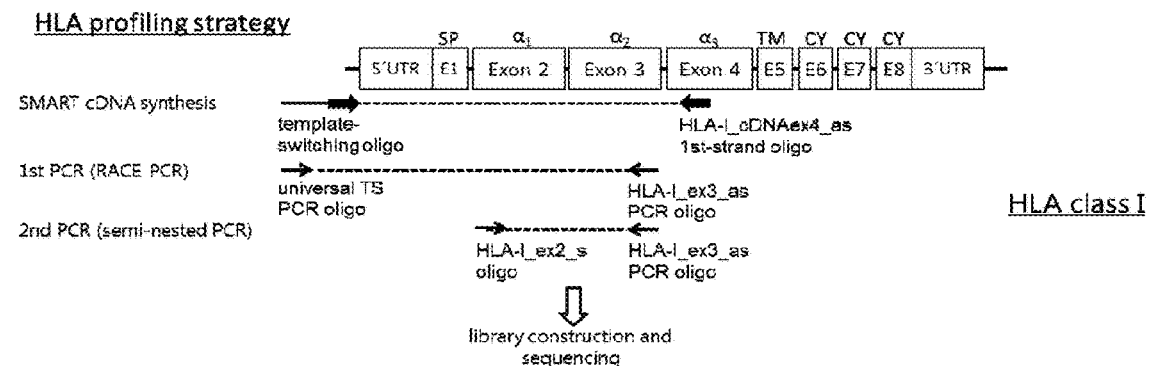 HLA profiling strategy
SP α1 α2 α3 TM CY CY CY
5´UTR E1 Exon 2 Exon 3 Exon 4 E5 E6 E7 E8 3´UTR
SMART cDNA synthesis
template-
switching oligo
HLA-I_cDNAex4_as
1st-strand oligo
1st PCR (RACE PCR)
universal TS
PCR oligo
HLA-I_ex3_as
PCR oligo
HLA class I
2nd PCR (semi-nested PCR)
HLA-I_ex2_s
oligo
HLA-I_ex3_as
PCR oligo
library construction and
sequencing